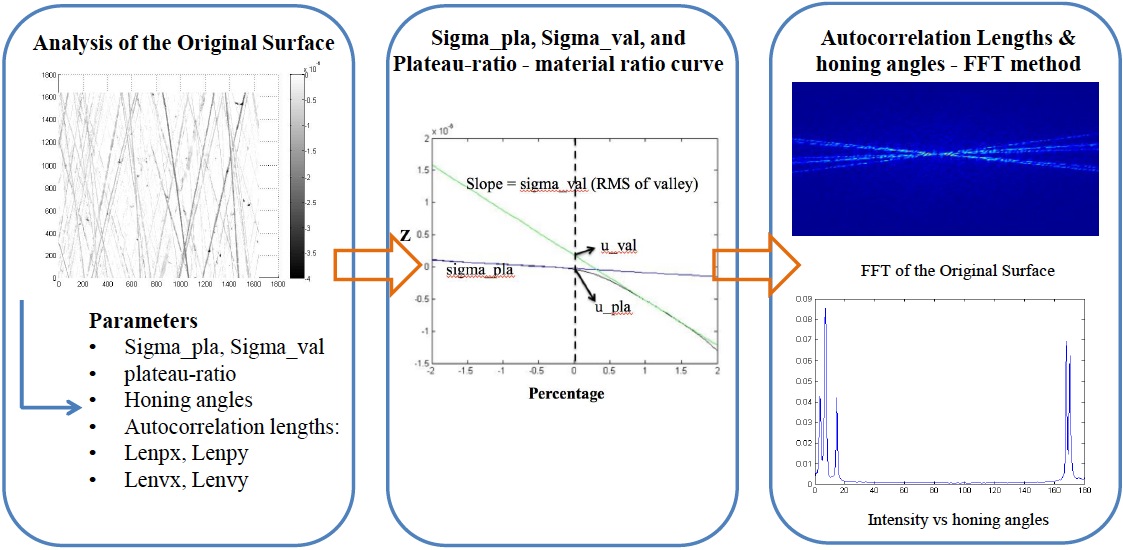 Analysis of the Original Surface
x 10⁻⁶
1600
1400
1200
1000
800
600
400
200
0
0 200 400 600 800 1000 1200 1400 1600
0
-0.5
-1
-1.5
-2
-2.5
-3
-3.5
-4
Parameters
• Sigma_pla, Sigma_val
• plateau-ratio
• Honing angles
• Autocorrelation lengths:
• Lenpx, Lenpy
• Lenvx, Lenvy
Sigma_pla, Sigma_val, and
Plateau-ratio - material ratio curve
x 10⁻⁶
2
1.5
1
0.5
0
-0.5
-1
-1.5
-2 -1.5 -1 -0.5 0 0.5 1 1.5 2
Z
Slope = sigma_val (RMS of valley)
u_val
sigma_pla
u_pla
Percentage
Autocorrelation Lengths &
honing angles - FFT method
FFT of the Original Surface
0.09
0.08
0.07
0.06
0.05
0.04
0.03
0.02
0.01
0
0 20 40 60 80 100 120 140 160 180
Intensity vs honing angles